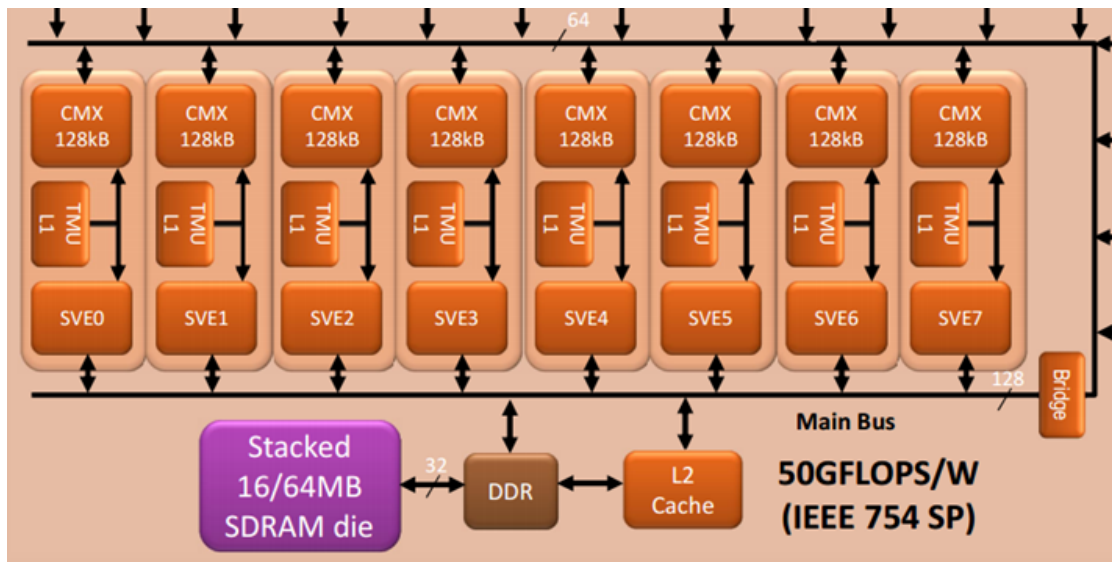 64
CMX
128kB
CMX
128kB
CMX
128kB
CMX
128kB
CMX
128kB
CMX
128kB
CMX
128kB
CMX
128kB
TMU
L1
TMU
L1
TMU
L1
TMU
L1
TMU
L1
TMU
L1
TMU
L1
TMU
L1
SVE0
SVE1
SVE2
SVE3
SVE4
SVE5
SVE6
SVE7
128
Bridge
Main Bus
Stacked
16/64MB
SDRAM die
32
DDR
L2
Cache
50GFLOPS/W
(IEEE 754 SP)